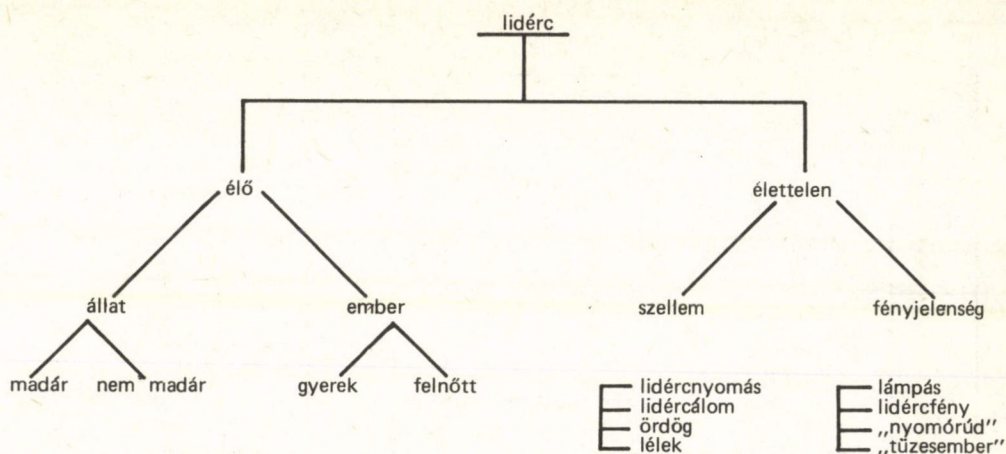 lidérc
élő élettelen
állat ember szellem fényjelenség
madár nem madár gyerek felnőtt
lidércnyomás lámpás
lidércálom lidércfény
ördög „nyomórúd”
lélek „tüzesember”